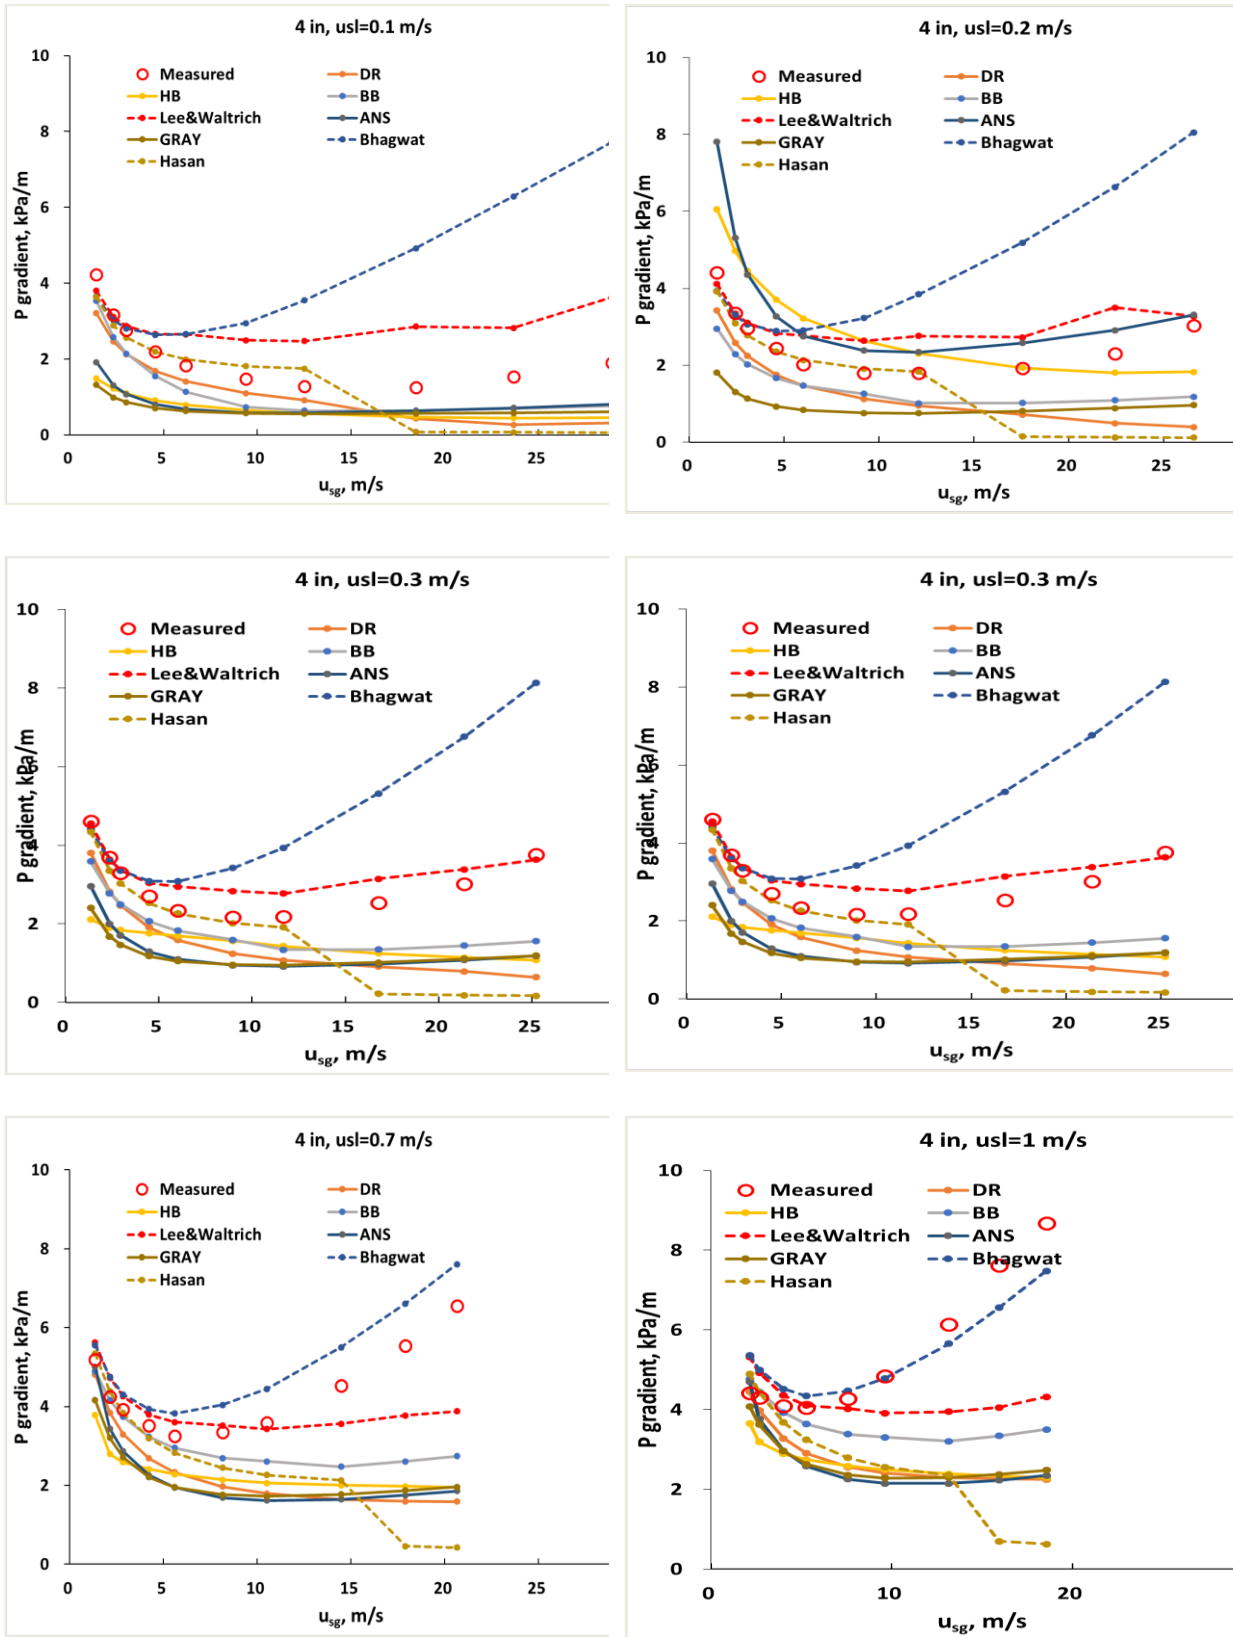 4 in, usl=0.1 m/s
10
8
6
4
2
0
P gradient, kPa/m
Measured
DR
HB
BB
Lee&Waltrich
ANS
GRAY
Bhagwat
Hasan
0 5 10 15 20 25
usg, m/s
4 in, usl=0.2 m/s
10
8
6
4
2
0
P gradient, kPa/m
Measured
DR
HB
BB
Lee&Waltrich
ANS
GRAY
Bhagwat
Hasan
0 5 10 15 20 25
usg, m/s
4 in, usl=0.3 m/s
10
8
6
4
2
0
P gradient, kPa/m
Measured
DR
HB
BB
Lee&Waltrich
ANS
GRAY
Bhagwat
Hasan
0 5 10 15 20 25
usg, m/s
4 in, usl=0.3 m/s
10
8
6
4
2
0
P gradient, kPa/m
Measured
DR
HB
BB
Lee&Waltrich
ANS
GRAY
Bhagwat
Hasan
0 5 10 15 20 25
usg, m/s
4 in, usl=0.7 m/s
10
8
6
4
2
0
P gradient, kPa/m
Measured
DR
HB
BB
Lee&Waltrich
ANS
GRAY
Bhagwat
Hasan
0 5 10 15 20 25
usg, m/s
4 in, usl=1 m/s
10
8
6
4
2
0
P gradient, kPa/m
Measured
DR
HB
BB
Lee&Waltrich
ANS
GRAY
Bhagwat
Hasan
0 10 20
usg, m/s